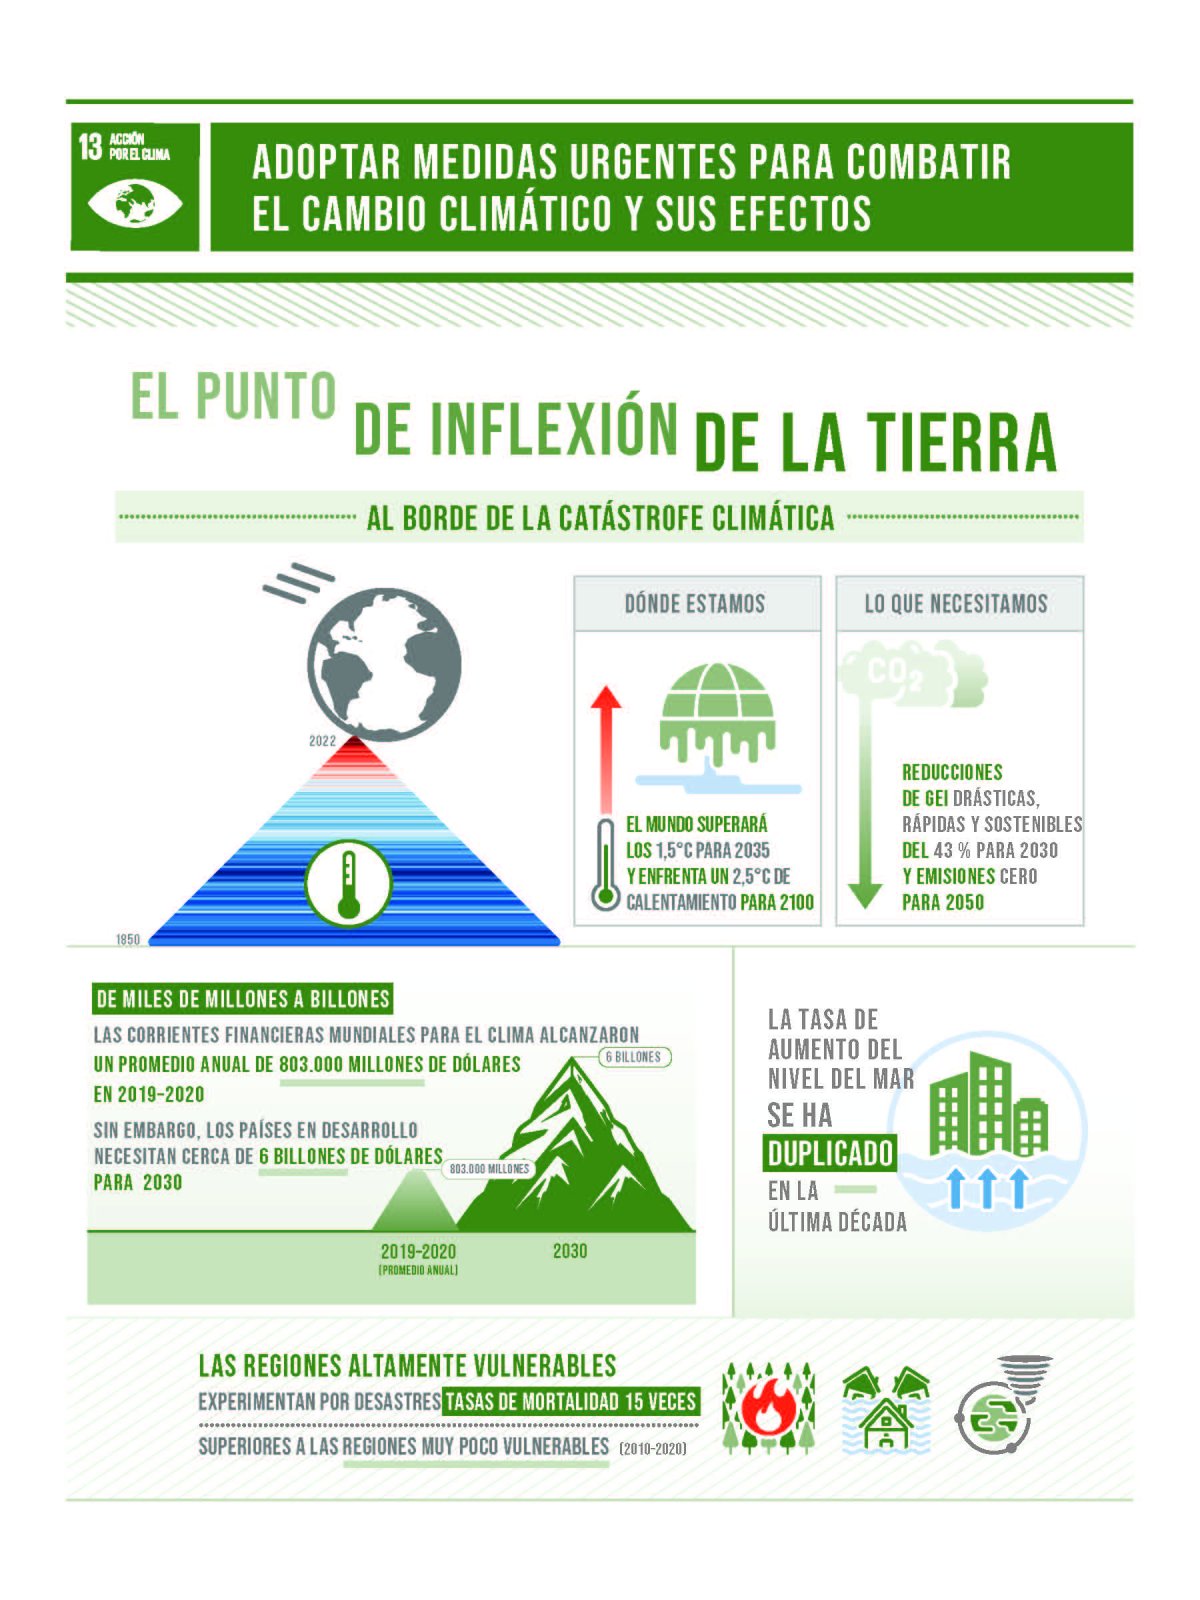 13 ACCIÓN
POR EL CLIMA
ADOPTAR MEDIDAS URGENTES PARA COMBATIR
EL CAMBIO CLIMÁTICO Y SUS EFECTOS
EL PUNTO DE INFLEXIÓN DE LA TIERRA
AL BORDE DE LA CATÁSTROFE CLIMÁTICA
2022
1850
DÓNDE ESTAMOS
EL MUNDO SUPERARÁ
LOS 1,5°C PARA 2035
Y ENFRENTA UN 2,5°C DE
CALENTAMIENTO PARA 2100
LO QUE NECESITAMOS
CO2
REDUCCIONES
DE GEI DRÁSTICAS,
RÁPIDAS Y SOSTENIBLES
DEL 43 % PARA 2030
Y EMISIONES CERO
PARA 2050
DE MILES DE MILLONES A BILLONES
LAS CORRIENTES FINANCIERAS MUNDIALES PARA EL CLIMA ALCANZARON
UN PROMEDIO ANUAL DE 803.000 MILLONES DE DÓLARES
EN 2019-2020
SIN EMBARGO, LOS PAÍSES EN DESARROLLO
NECESITAN CERCA DE 6 BILLONES DE DÓLARES
PARA 2030
6 BILLONES
803.000 MILLONES
2019-2020
(PROMEDIO ANUAL)
2030
LA TASA DE
AUMENTO DEL
NIVEL DEL MAR
SE HA
DUPLICADO
EN LA
ÚLTIMA DÉCADA
LAS REGIONES ALTAMENTE VULNERABLES
EXPERIMENTAN POR DESASTRES TASAS DE MORTALIDAD 15 VECES
SUPERIORES A LAS REGIONES MUY POCO VULNERABLES (2010-2020)